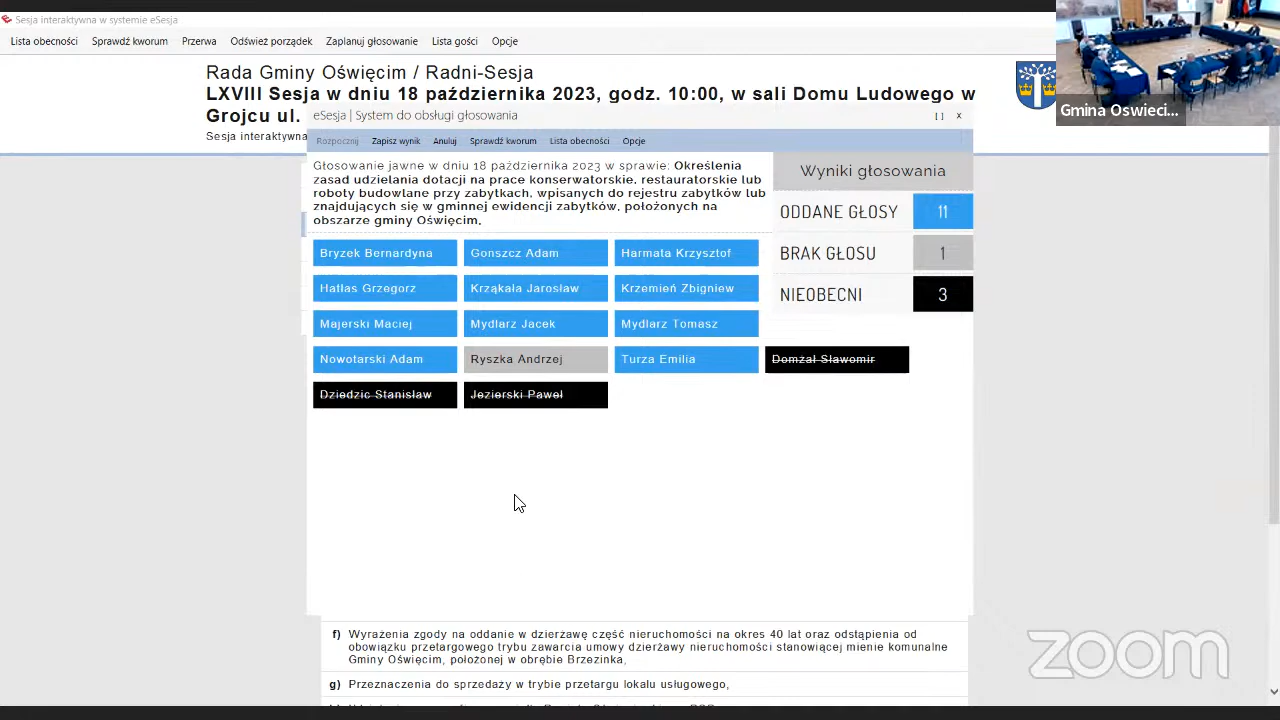 Sesja interaktywna w systemie eSesja
Lista obecności Sprawdź kworum Przerwa Odśwież porządek Zaplanuj głosowanie Lista gości Opcje
Rada Gminy Oświęcim / Radni-Sesja
LXVIII Sesja w dniu 18 października 2023, godz. 10:00, w sali Domu Ludowego w
Grojcu ul.
Sesja interaktywna
Gmina Oswieci...
eSesja | System do obsługi głosowania
[ ] x
Rozpocznij Zapisz wynik Anuluj Sprawdź kworum Lista obecności Opcje
Głosowanie jawne w dniu 18 października 2023 w sprawie: Określenia
zasad udzielania dotacji na prace konserwatorskie, restauratorskie lub
roboty budowlane przy zabytkach, wpisanych do rejestru zabytków lub
znajdujących się w gminnej ewidencji zabytków, położonych na
obszarze gminy Oświęcim,
Wyniki głosowania
ODDANE GŁOSY 11
BRAK GŁOSU 1
NIEOBECNI 3
Bryzek Bernardyna Gonszcz Adam Harmata Krzysztof
Hatłas Grzegorz Krząkała Jarosław Krzemień Zbigniew
Majerski Maciej Mydlarz Jacek Mydlarz Tomasz
Nowotarski Adam Ryszka Andrzej Turza Emilia Domżał Sławomir
Dziedzic Stanisław Jezierski Paweł
f) Wyrażenia zgody na oddanie w dzierżawę część nieruchomości na okres 40 lat oraz odstąpienia od
obowiązku przetargowego trybu zawarcia umowy dzierżawy nieruchomości stanowiącej mienie komunalne
Gminy Oświęcim, położonej w obrębie Brzezinka,
g) Przeznaczenia do sprzedaży w trybie przetargu lokalu usługowego,
zoom